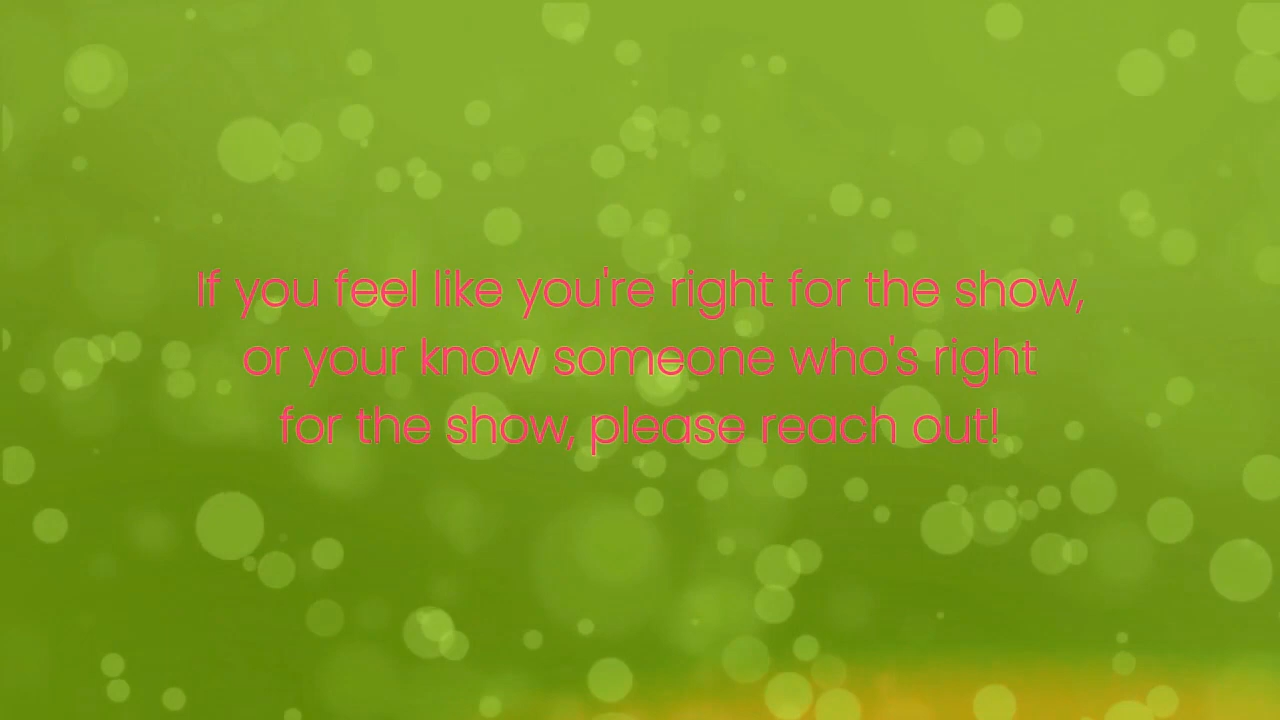 If you feel like you're right for the show,
or your know someone who's right
for the show, please reach out!